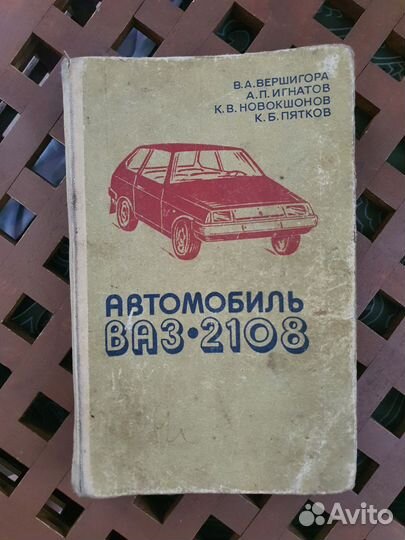 В.А.ВЕРШИГОРА
А.П.ИГНАТОВ
К.В.НОВОКШОНОВ
К.Б.ПЯТКОВ
АВТОМОБИЛЬ
ВАЗ•2108
Avito